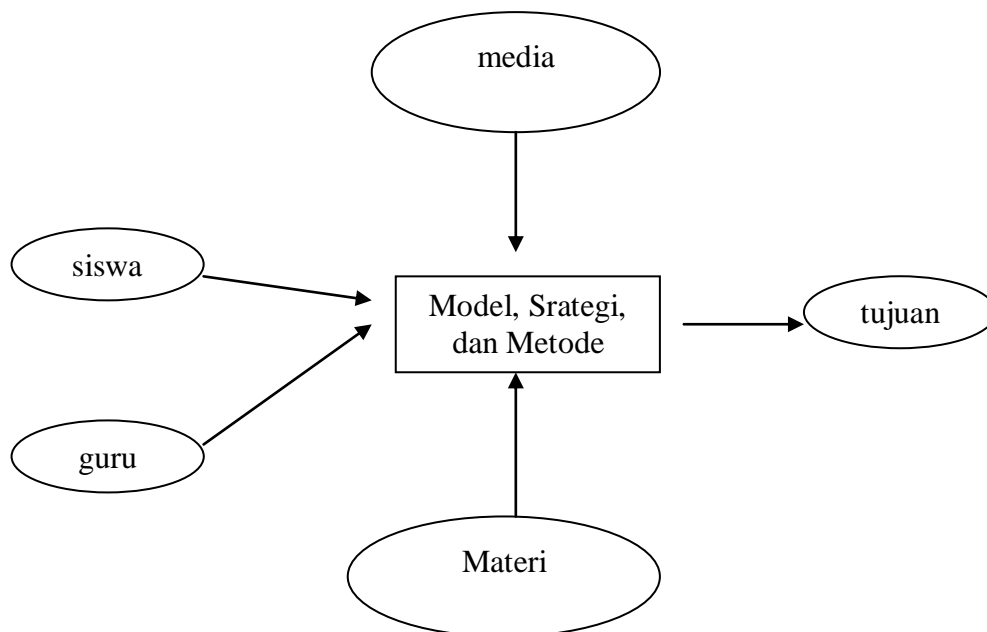 media
siswa
Model, Srategi,
dan Metode
tujuan
guru
Materi